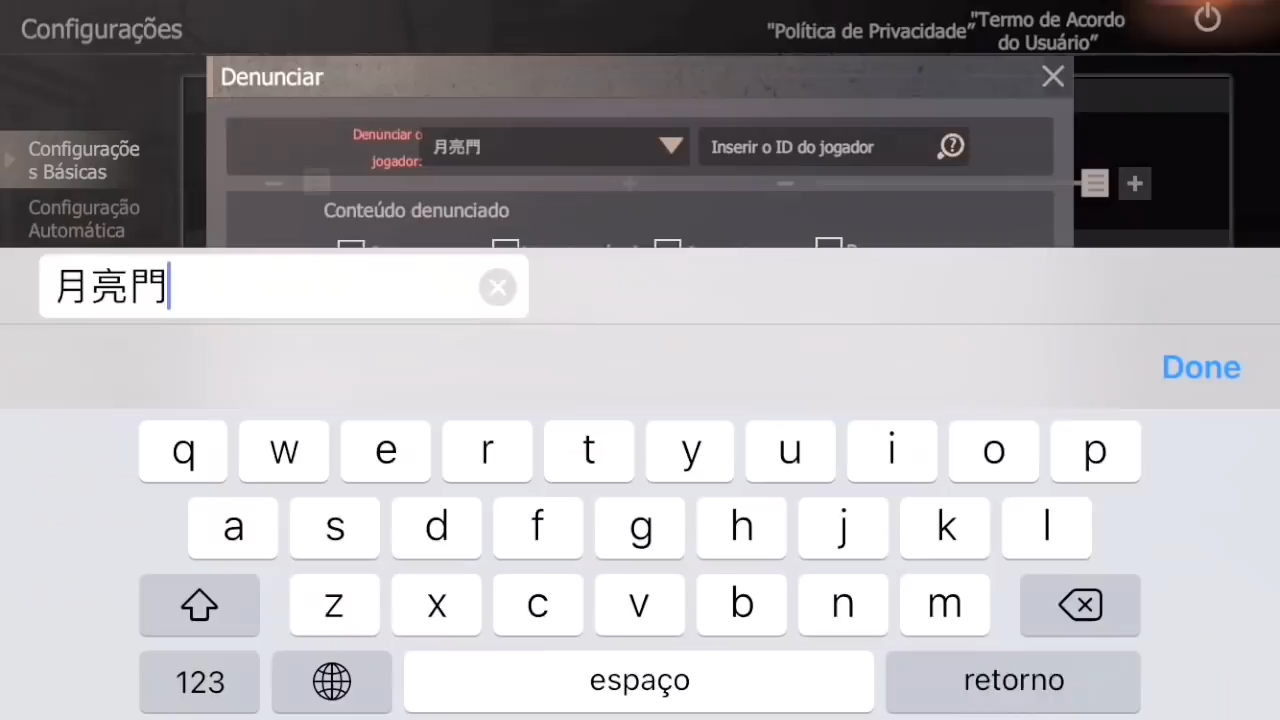 Configurações
"Política de Privacidade”
"Termo de Acordo
do Usuário”
Denunciar
Configuraçõe
s Básicas
Configuração
Automática
Denunciar o
jogador:
月亮門
Inserir o ID do jogador
Conteúdo denunciado
月亮門
Done
q w e r t y u i o p
a s d f g h j k l
z x c v b n m
123
espaço
retorno